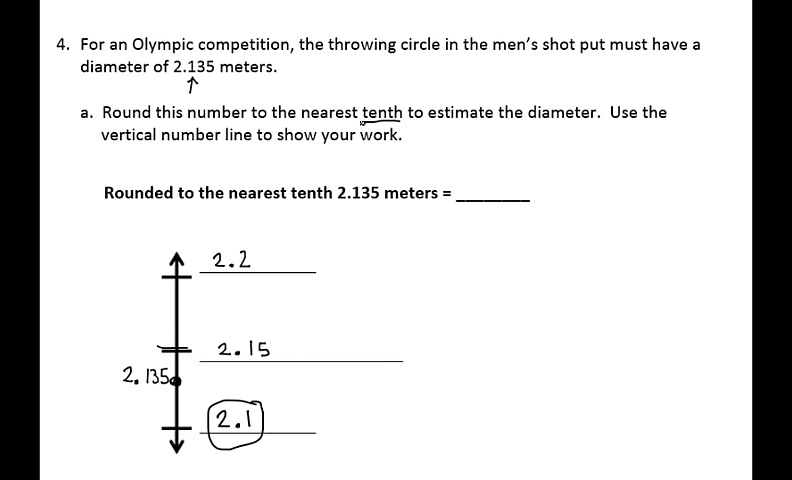 4. For an Olympic competition, the throwing circle in the men's shot put must have a
diameter of 2.135 meters.
a. Round this number to the nearest tenth to estimate the diameter. Use the
vertical number line to show your work.
Rounded to the nearest tenth 2.135 meters = ________
2.2
2.15
2.135
2.1